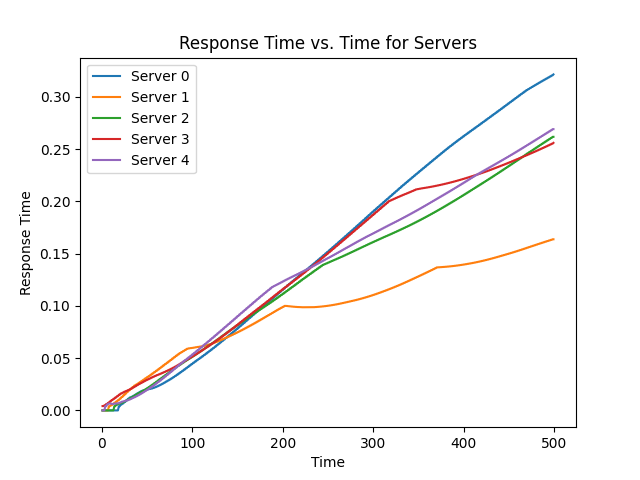 Response Time vs. Time for Servers
Server 0
Server 1
Server 2
Server 3
Server 4
Response Time
0.30
0.25
0.20
0.15
0.10
0.05
0.00
0
100
200
300
400
500
Time